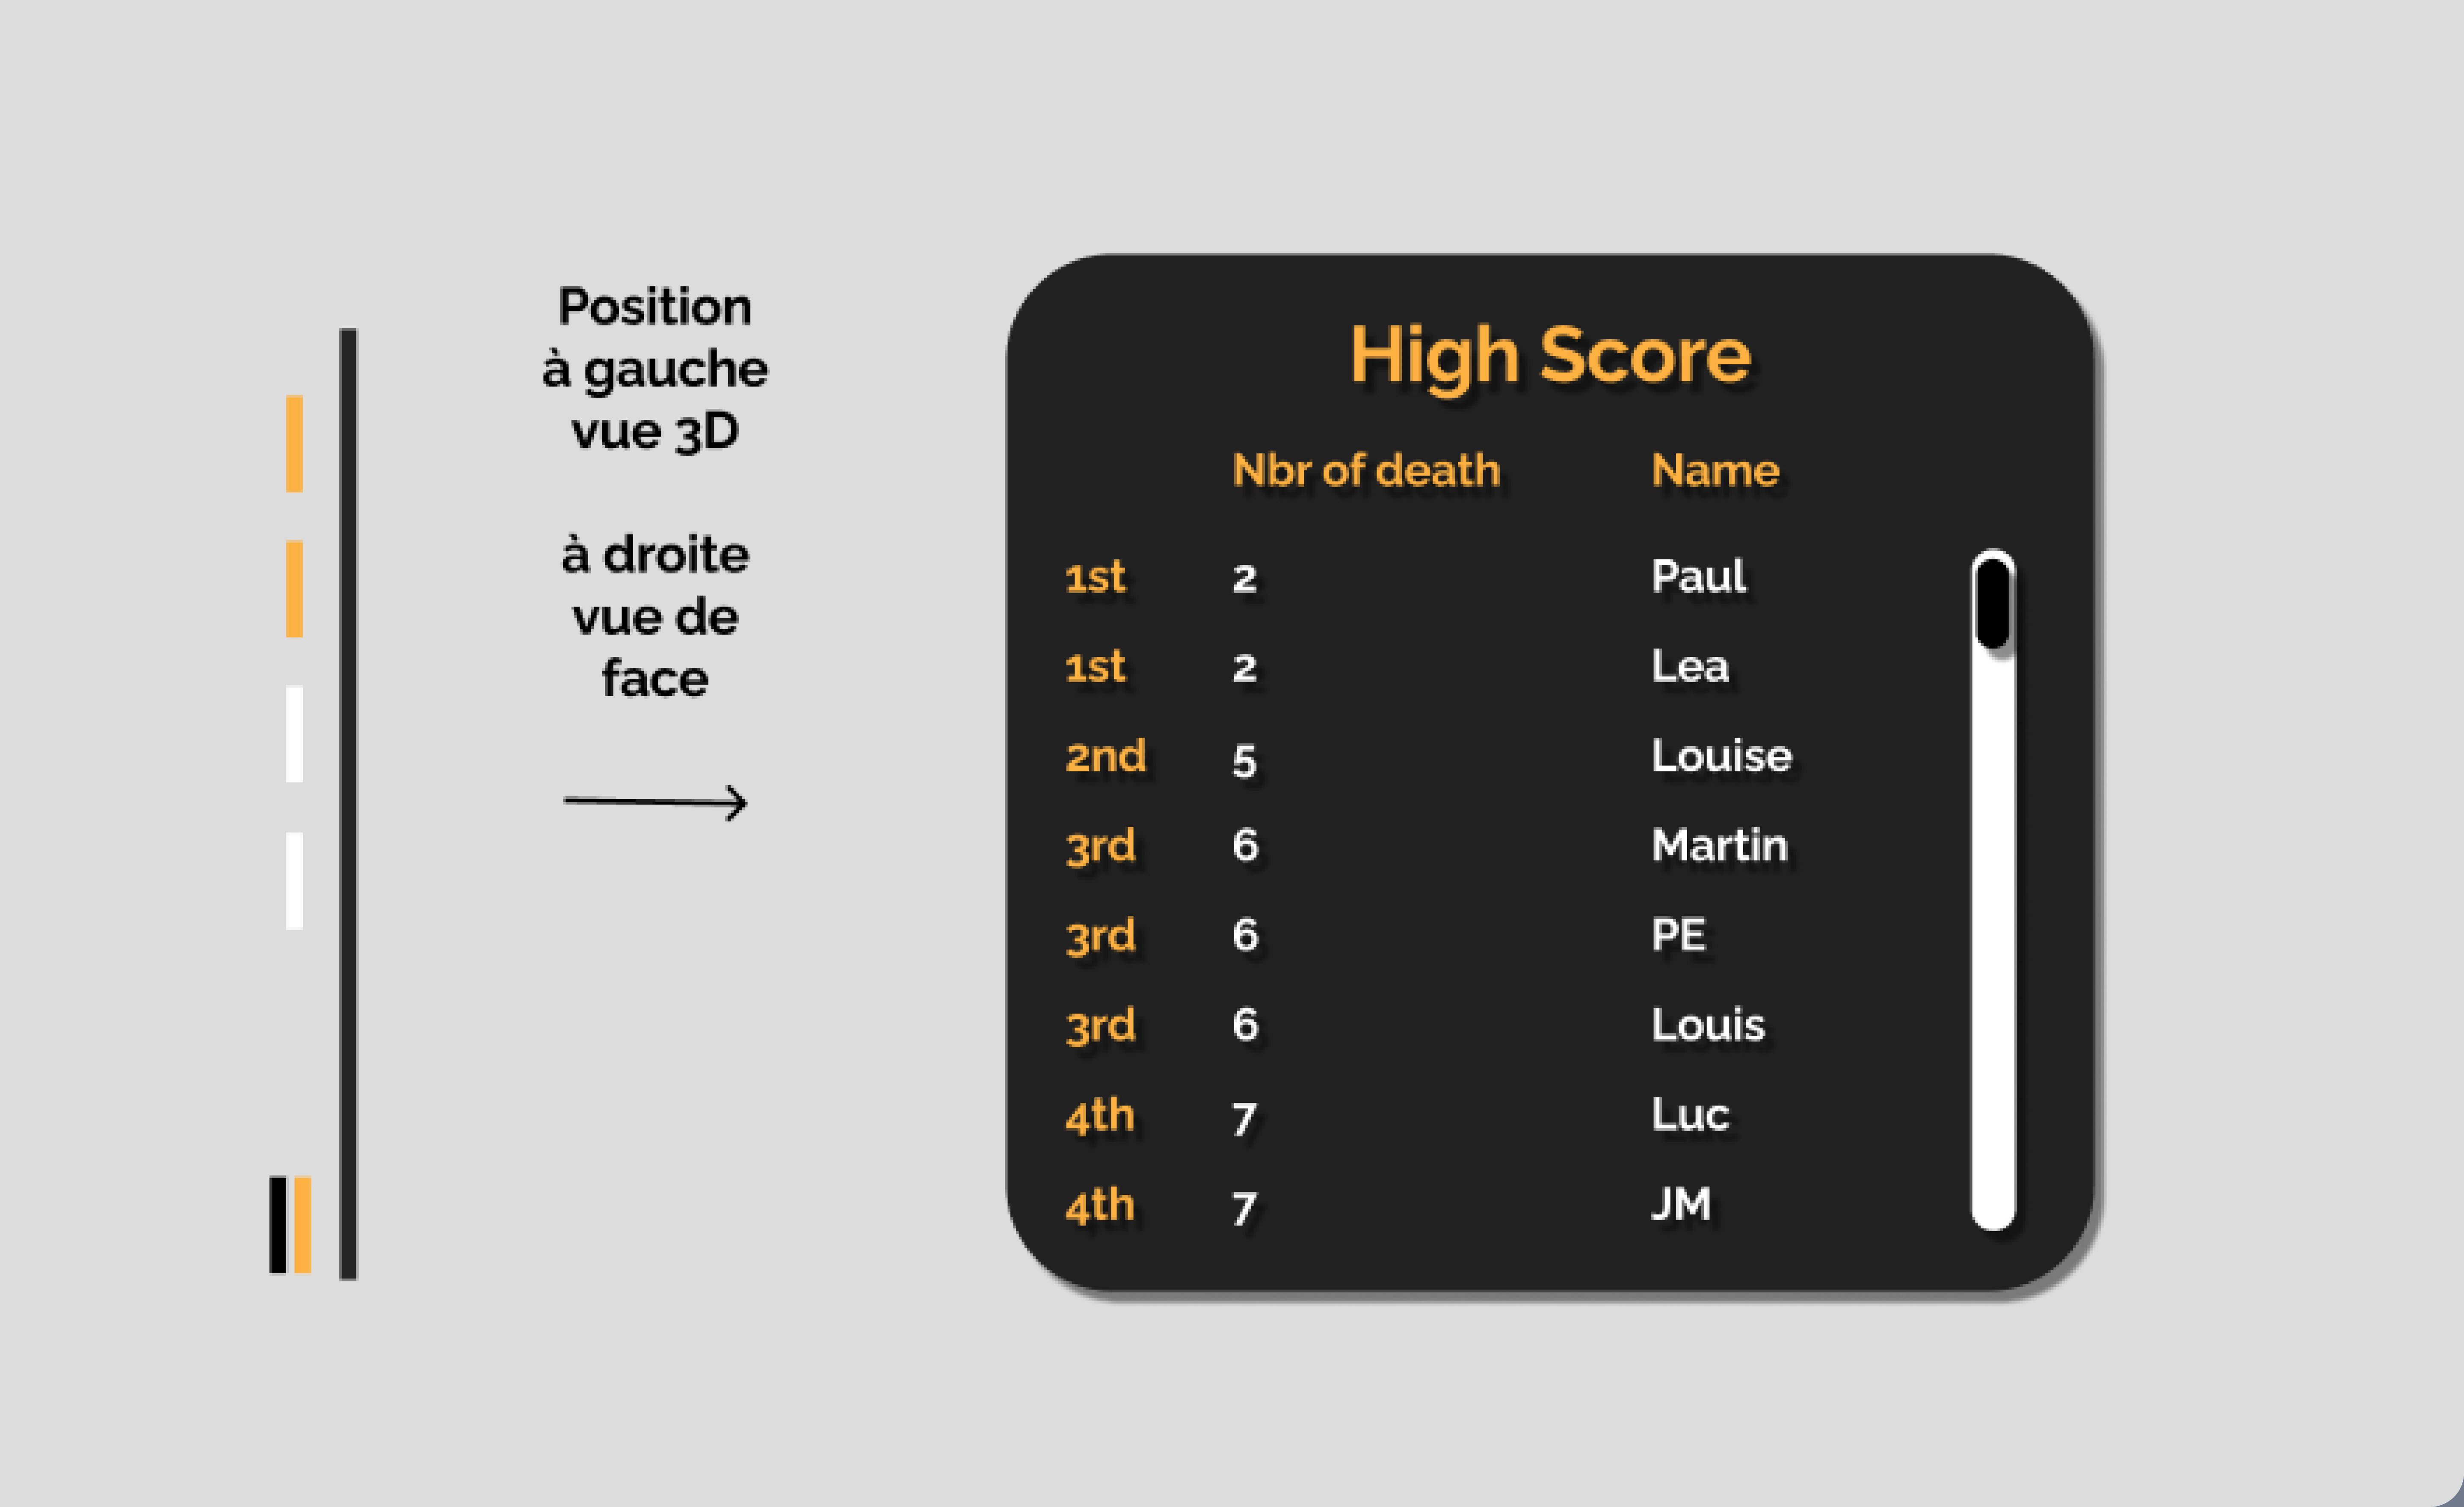 Position
à gauche
vue 3D
à droite
vue de
face
High Score
Nbr of death Name
1st 2 Paul
1st 2 Lea
2nd 5 Louise
3rd 6 Martin
3rd 6 PE
3rd 6 Louis
4th 7 Luc
4th 7 JM